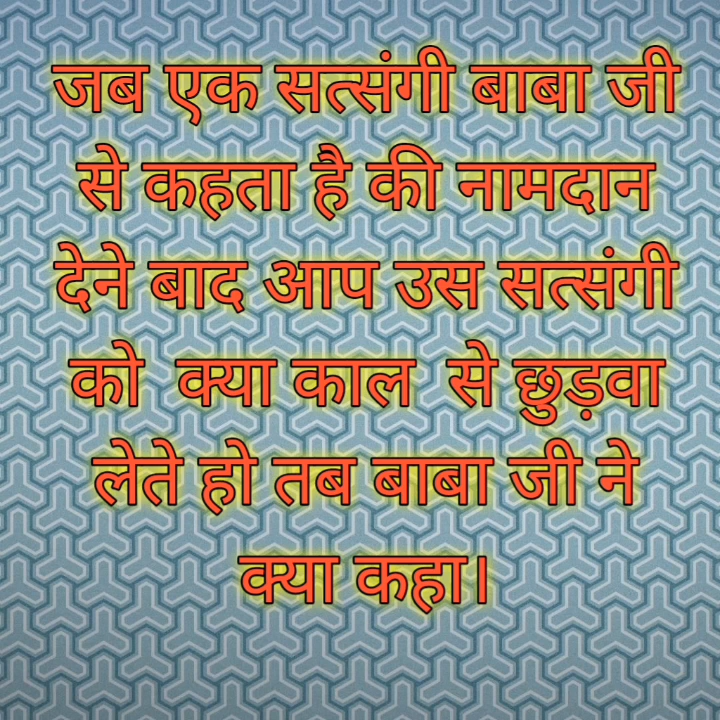 जब एक सत्संगी बाबा जी
से कहता है की नामदान
देने बाद आप उस सत्संगी
को क्या काल से छुड़वा
लेते हो तब बाबा जी ने
क्या कहा।